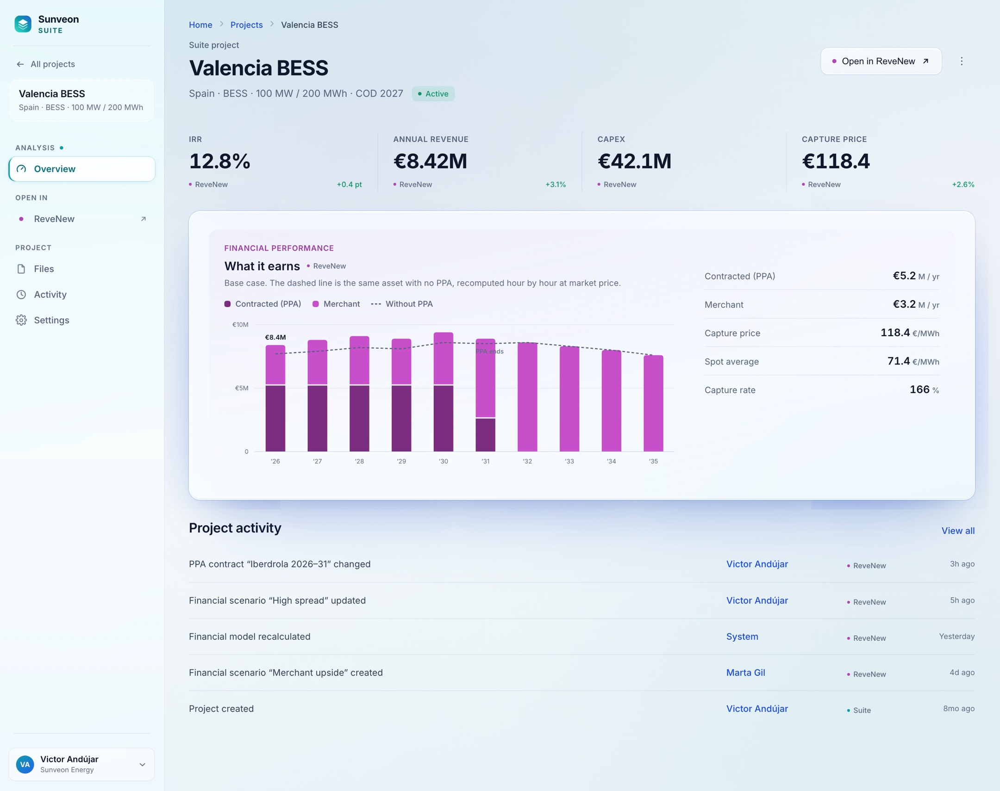 Sunveon
SUITE
All projects
Valencia BESS
Spain · BESS · 100 MW / 200 MWh
ANALYSIS
Overview
OPEN IN
ReveNew
PROJECT
Files
Activity
Settings
VA
Victor Andújar
Sunveon Energy
Home Projects Valencia BESS
Suite project
Valencia BESS
Spain · BESS · 100 MW / 200 MWh · COD 2027 Active
Open in ReveNew
IRR
12.8%
ReveNew +0.4 pt
ANNUAL REVENUE
€8.42M
ReveNew +3.1%
CAPEX
€42.1M
ReveNew
CAPTURE PRICE
€118.4
ReveNew +2.6%
FINANCIAL PERFORMANCE
What it earns ReveNew
Base case. The dashed line is the same asset with no PPA, recomputed hour by hour at market price.
Contracted (PPA) Merchant Without PPA
€10M
€8.4M
PPA ends
€5M
0
’26 ’27 ’28 ’29 ’30 ’31 ’32 ’33 ’34 ’35
Contracted (PPA) €5.2 M / yr
Merchant €3.2 M / yr
Capture price 118.4 €/MWh
Spot average 71.4 €/MWh
Capture rate 166 %
Project activity View all
PPA contract “Iberdrola 2026–31” changed Victor Andújar ReveNew 3h ago
Financial scenario “High spread” updated Victor Andújar ReveNew 5h ago
Financial model recalculated System ReveNew Yesterday
Financial scenario “Merchant upside” created Marta Gil ReveNew 4d ago
Project created Victor Andújar Suite 8mo ago